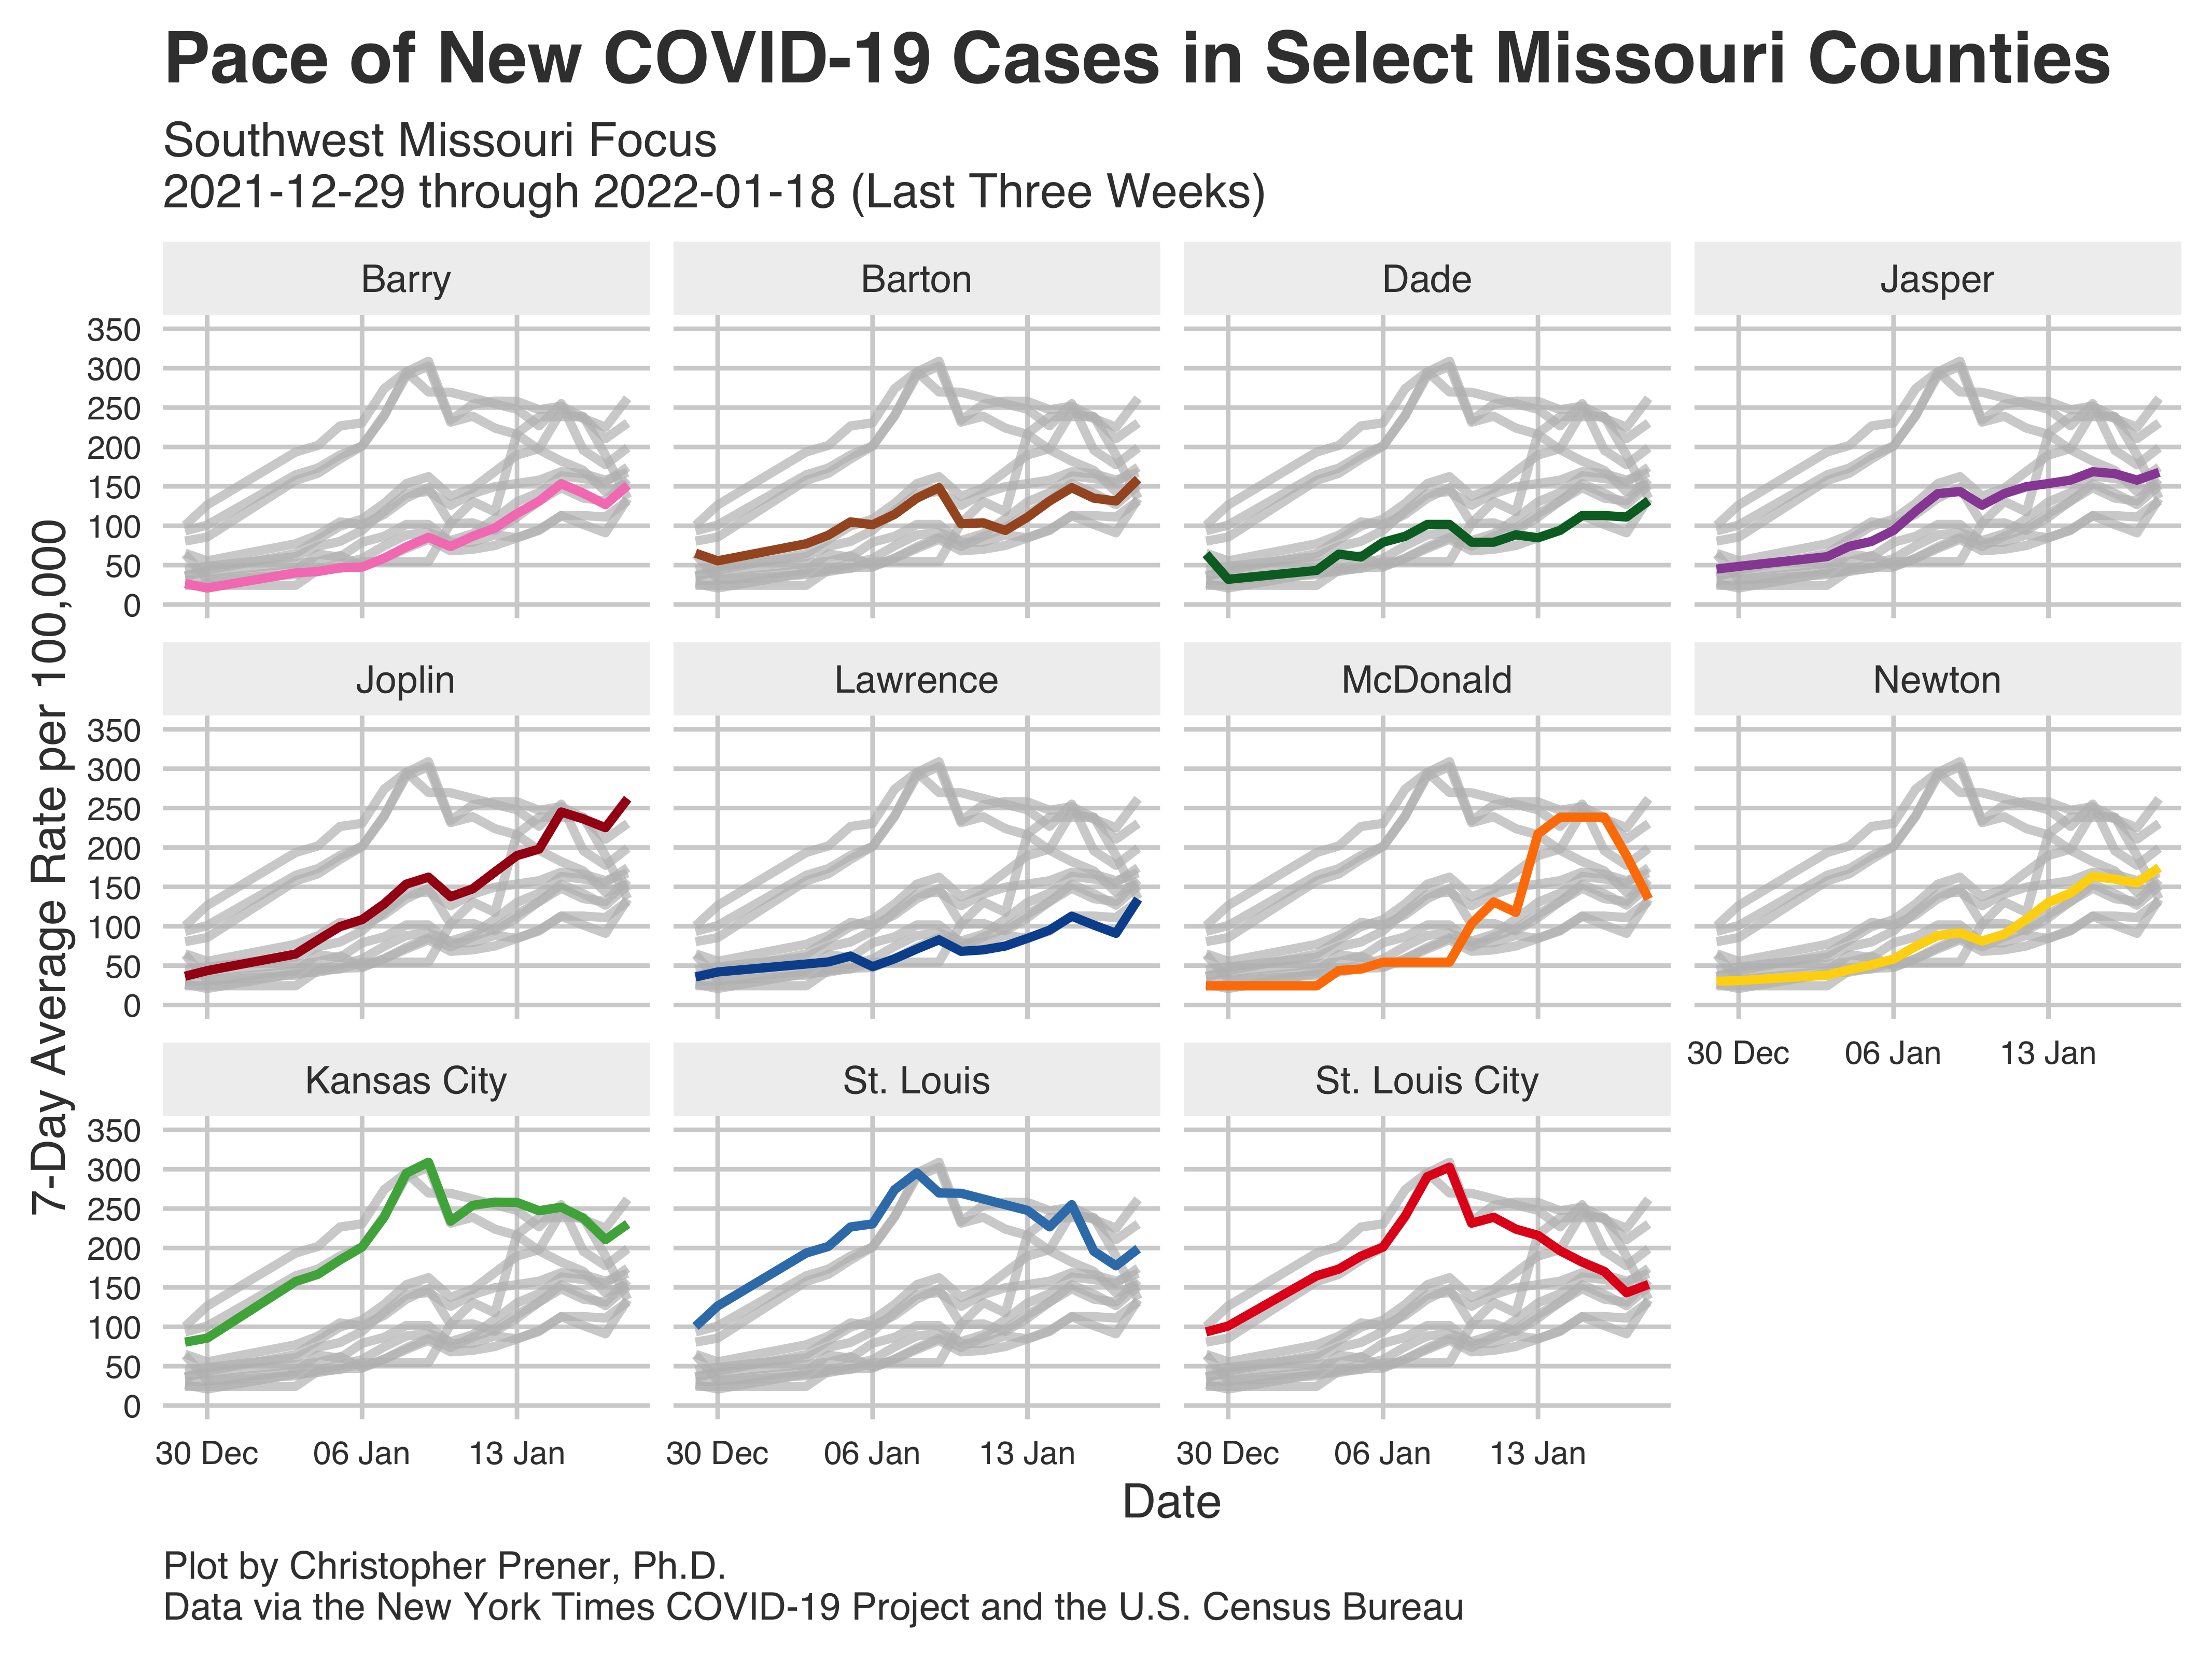 Pace of New COVID-19 Cases in Select Missouri Counties
Southwest Missouri Focus
2021-12-29 through 2022-01-18 (Last Three Weeks)
Barry
Barton
Dade
Jasper
350
300
250
200
150
100
50
0
Joplin
Lawrence
McDonald
Newton
350
300
250
200
150
100
50
0
30 Dec
06 Jan
13 Jan
Kansas City
St. Louis
St. Louis City
350
300
250
200
150
100
50
0
30 Dec
06 Jan
13 Jan
30 Dec
06 Jan
13 Jan
30 Dec
06 Jan
13 Jan
7-Day Average Rate per 100,000
Date
Plot by Christopher Prener, Ph.D.
Data via the New York Times COVID-19 Project and the U.S. Census Bureau